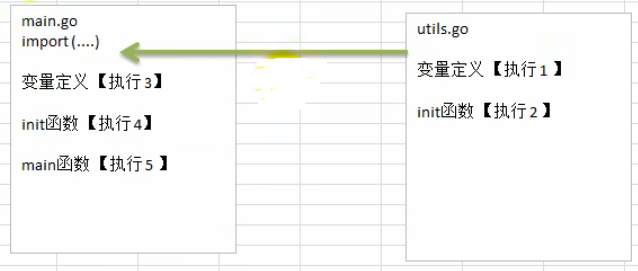 main.go
import(....)
变量定义【执行3】
init函数【执行4】
main函数【执行5】
utils.go
变量定义【执行1】
init函数【执行2】